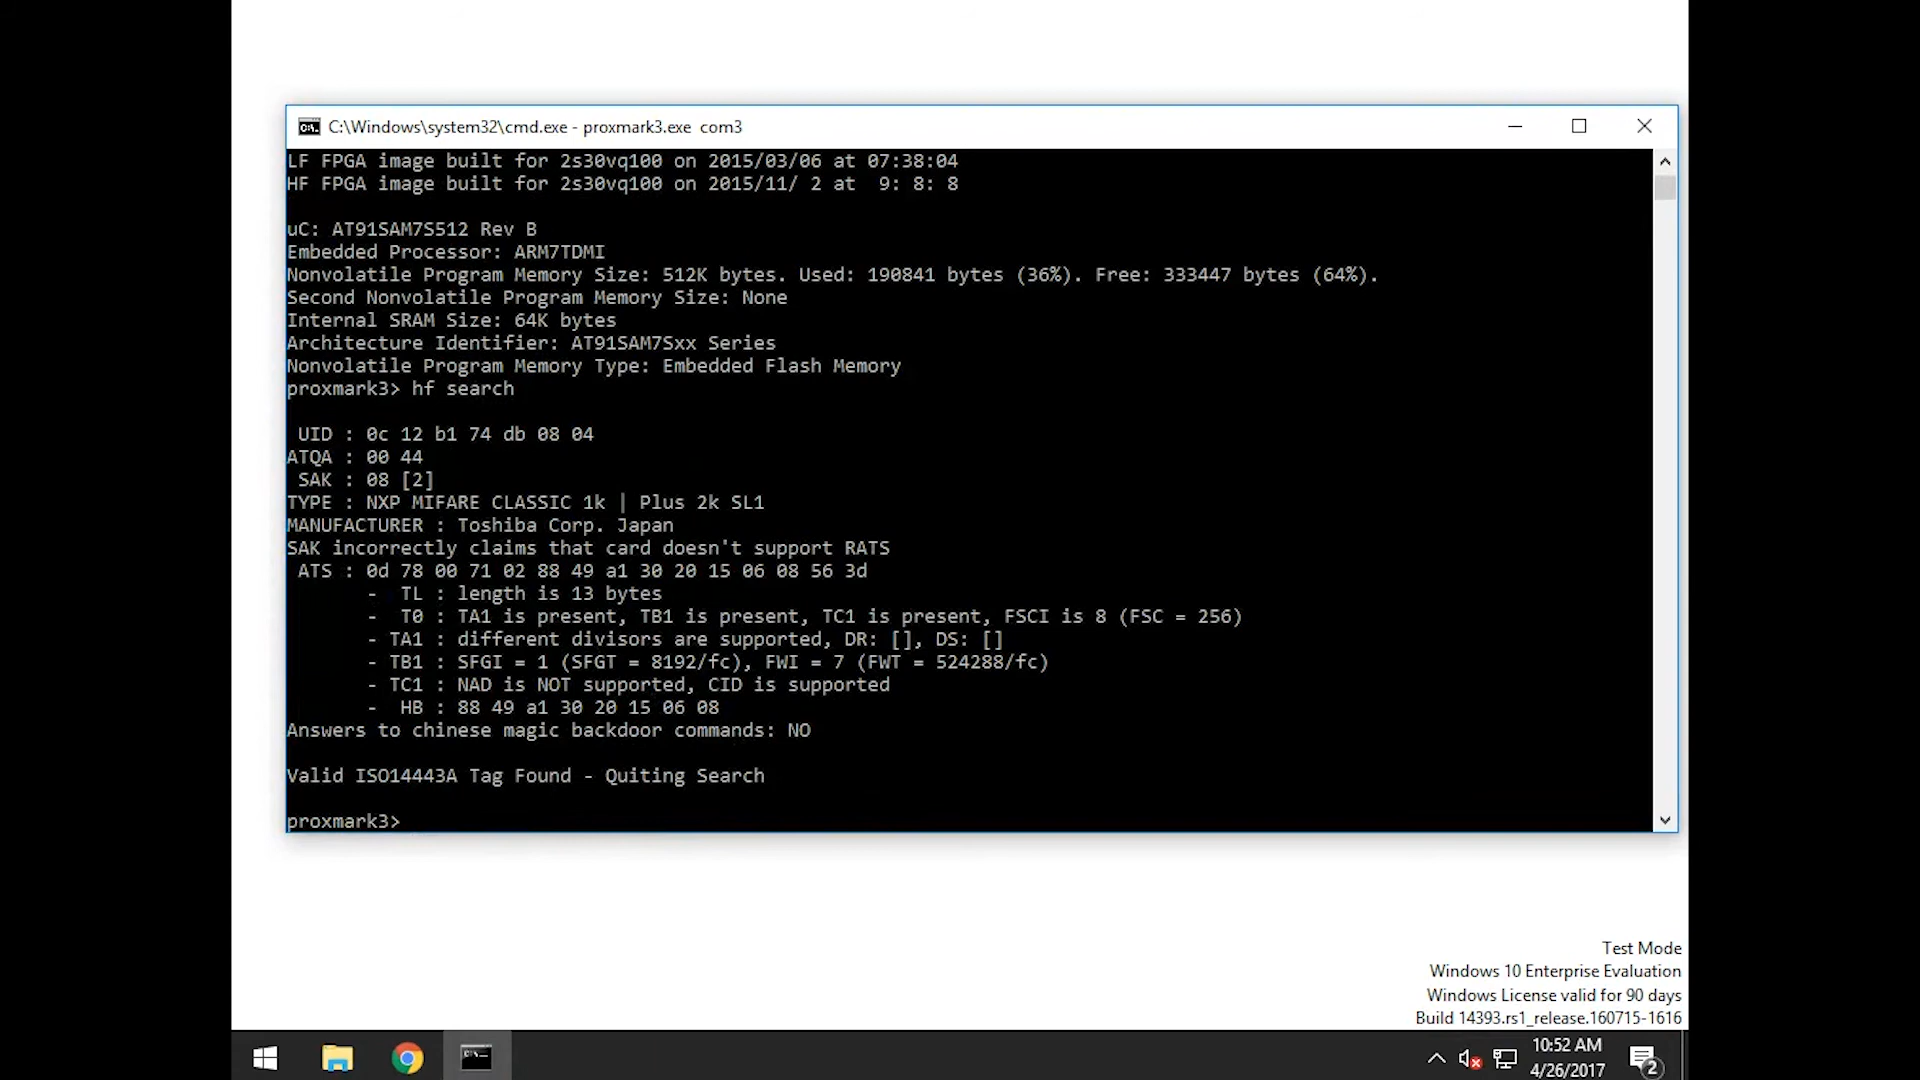 C:\Windows\system32\cmd.exe - proxmark3.exe  com3
LF FPGA image built for 2s30vq100 on 2015/03/06 at 07:38:04
HF FPGA image built for 2s30vq100 on 2015/11/ 2 at  9: 8: 8
uC: AT91SAM7S512 Rev B
Embedded Processor: ARM7TDMI
Nonvolatile Program Memory Size: 512K bytes. Used: 190841 bytes (36%). Free: 333447 bytes (64%).
Second Nonvolatile Program Memory Size: None
Internal SRAM Size: 64K bytes
Architecture Identifier: AT91SAM7Sxx Series
Nonvolatile Program Memory Type: Embedded Flash Memory
proxmark3> hf search
UID : 0c 12 b1 74 db 08 04
ATQA : 00 44
SAK : 08 [2]
TYPE : NXP MIFARE CLASSIC 1k | Plus 2k SL1
MANUFACTURER : Toshiba Corp. Japan
SAK incorrectly claims that card doesn't support RATS
ATS : 0d 78 00 71 02 88 49 a1 30 20 15 06 08 56 3d
-  TL : length is 13 bytes
-  T0 : TA1 is present, TB1 is present, TC1 is present, FSCI is 8 (FSC = 256)
- TA1 : different divisors are supported, DR: [], DS: []
- TB1 : SFGI = 1 (SFGT = 8192/fc), FWI = 7 (FWT = 524288/fc)
- TC1 : NAD is NOT supported, CID is supported
-  HB : 88 49 a1 30 20 15 06 08
Answers to chinese magic backdoor commands: NO
Valid ISO14443A Tag Found - Quiting Search
proxmark3>
Test Mode
Windows 10 Enterprise Evaluation
Windows License valid for 90 days
Build 14393.rs1_release.160715-1616
10:52 AM
4/26/2017
2